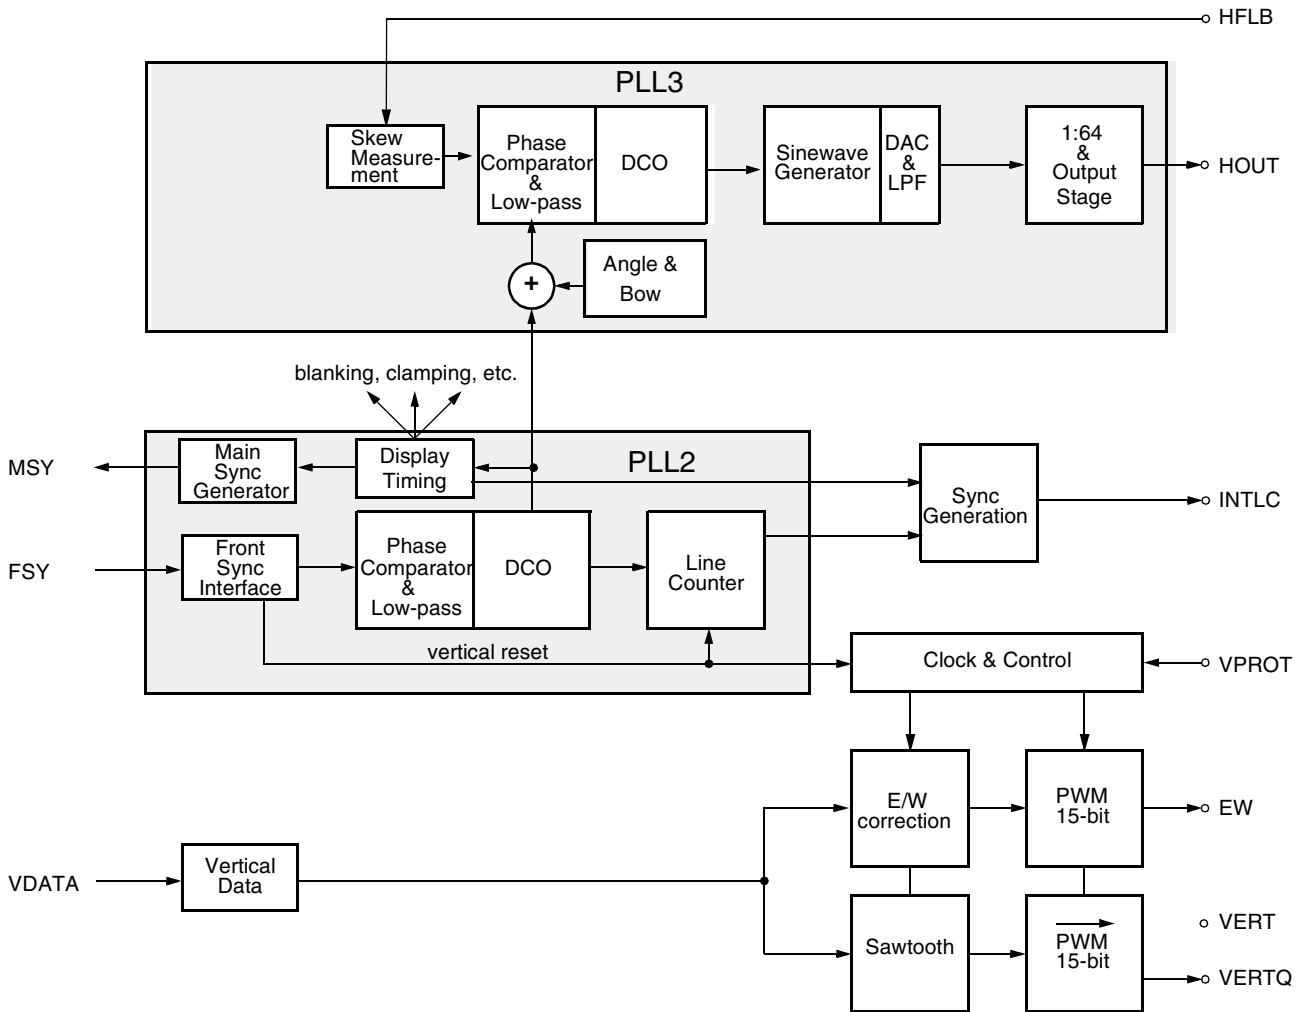 HFLB
PLL3
Skew
Measure-
ment
Phase
Comparator
&
Low-pass
DCO
Sinewave
Generator
DAC
&
LPF
1:64
&
Output
Stage
HOUT
+
Angle &
Bow
blanking, clamping, etc.
MSY
Main
Sync
Generator
Display
Timing
PLL2
Sync
Generation
INTLC
FSY
Front
Sync
Interface
Phase
Comparator
&
Low-pass
DCO
Line
Counter
vertical reset
Clock & Control
VPROT
E/W
correction
PWM
15-bit
EW
VDATA
Vertical
Data
Sawtooth
PWM
15-bit
VERT
VERTQ